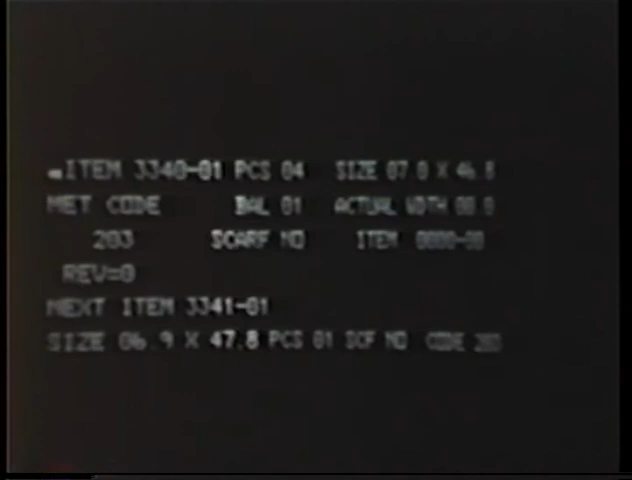 ITEM 3340-01 PCS 04 SIZE 07.0 X 46.8
MET CODE BAL 01 ACTUAL WDTH 00.0
203 SCARF NO ITEM 0000-00
REV=0
NEXT ITEM 3341-01
SIZE 06.9 X 47.8 PCS 01 SCF NO CODE 203